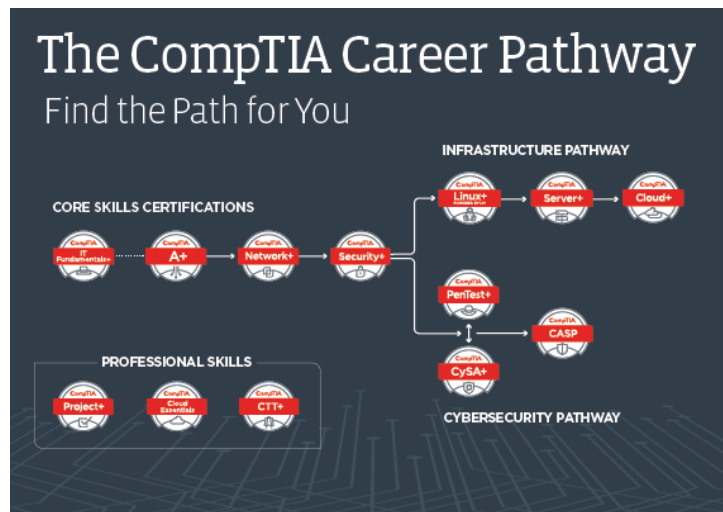 The CompTIA Career Pathway
Find the Path for You
INFRASTRUCTURE PATHWAY
CompTIA
Linux+
CompTIA
Server+
CompTIA
Cloud+
CORE SKILLS CERTIFICATIONS
CompTIA
IT
Fundamentals+
CompTIA
A+
CompTIA
Network+
CompTIA
Security+
CompTIA
PenTest+
CompTIA
CASP
CompTIA
CySA+
CYBERSECURITY PATHWAY
PROFESSIONAL SKILLS
CompTIA
Project+
CompTIA
Cloud
Essentials
CompTIA
CTT+